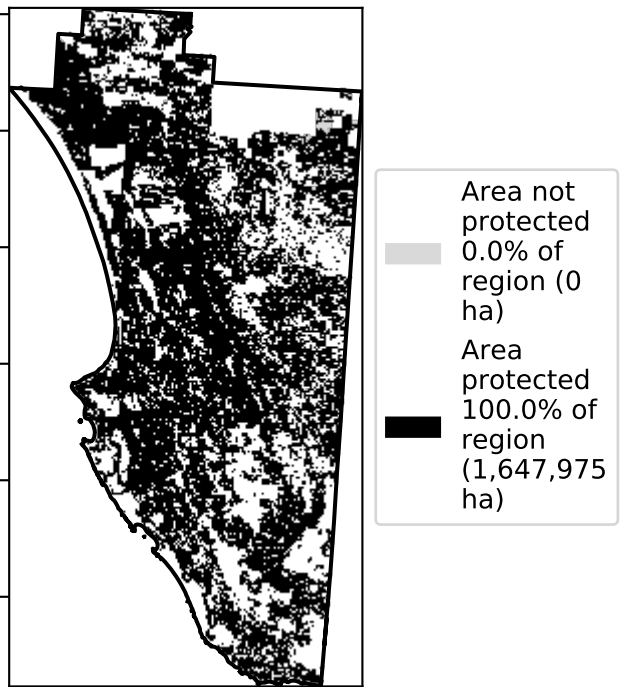 Area not
protected
0.0% of
region (0
ha)
Area
protected
100.0% of
region
(1,647,975
ha)